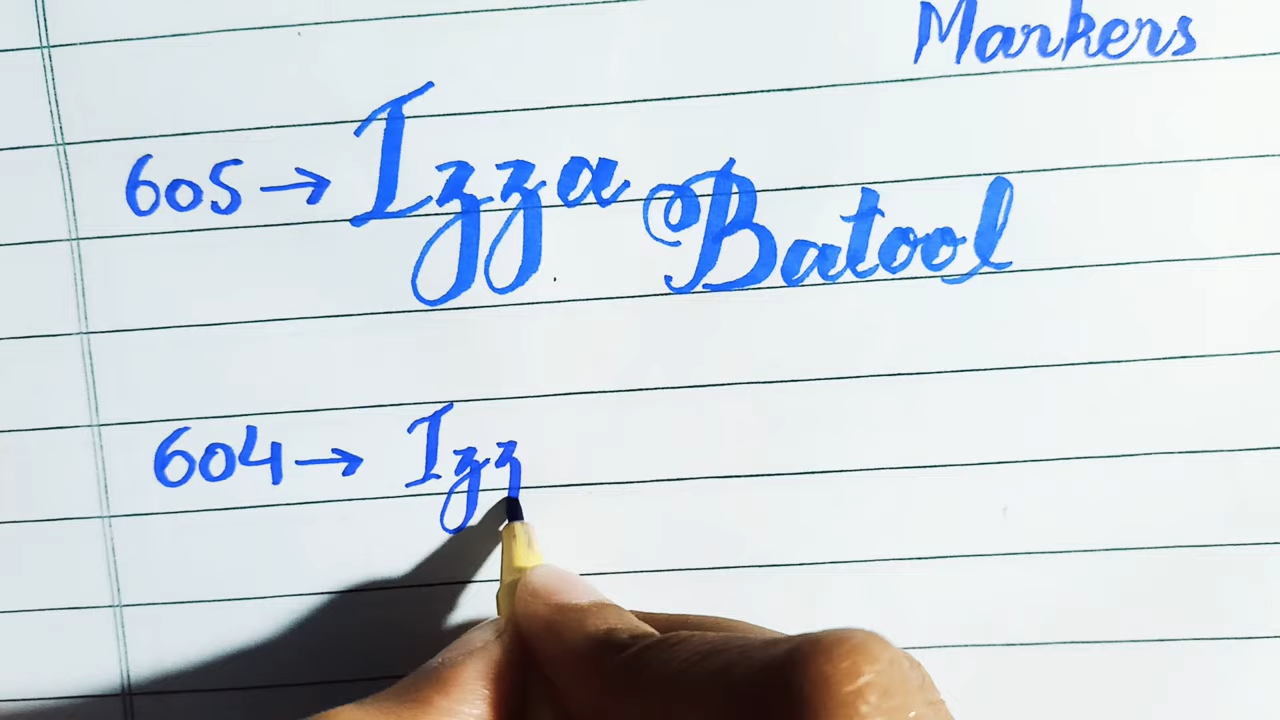 Markers
605 → Izza Batool
604 → Izz